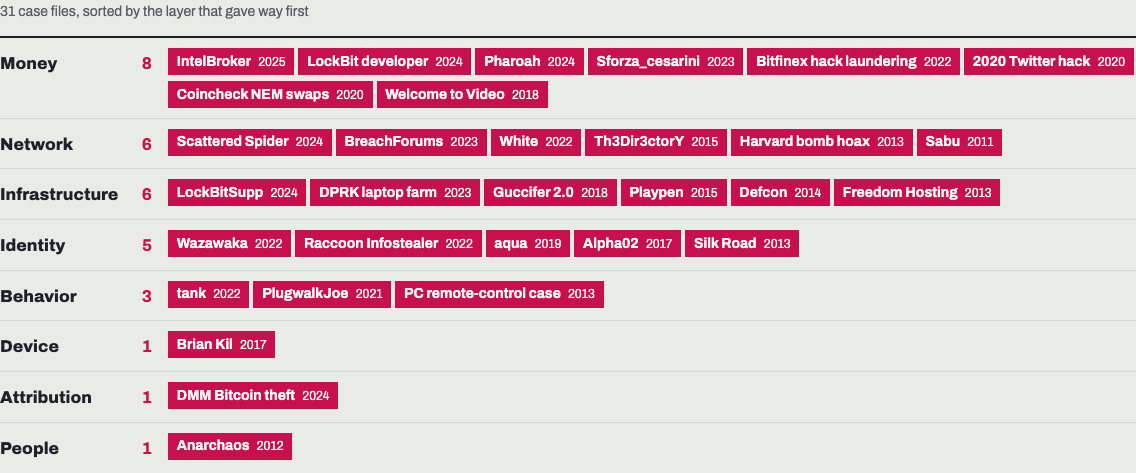 31 case files, sorted by the layer that gave way first
Money 8 IntelBroker 2025 LockBit developer 2024 Pharoah 2024 Sforza_cesarini 2023 Bitfinex hack laundering 2022 2020 Twitter hack 2020
Coincheck NEM swaps 2020 Welcome to Video 2018
Network 6 Scattered Spider 2024 BreachForums 2023 White 2022 Th3Dir3ctorY 2015 Harvard bomb hoax 2013 Sabu 2011
Infrastructure 6 LockBitSupp 2024 DPRK laptop farm 2023 Guccifer 2.0 2018 Playpen 2015 Defcon 2014 Freedom Hosting 2013
Identity 5 Wazawaka 2022 Raccoon Infostealer 2022 aqua 2019 Alpha02 2017 Silk Road 2013
Behavior 3 tank 2022 PlugwalkJoe 2021 PC remote-control case 2013
Device 1 Brian Kil 2017
Attribution 1 DMM Bitcoin theft 2024
People 1 Anarchaos 2012